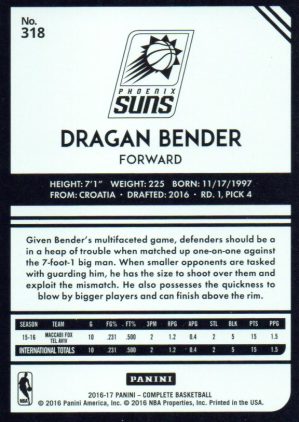 No.
318
PHOENIX
SUNS
DRAGAN BENDER
FORWARD
HEIGHT: 7'1" WEIGHT: 225 BORN: 11/17/1997
FROM: CROATIA • DRAFTED: 2016 • RD. 1, PICK 4
Given Bender's multifaceted game, defenders should be a
in a heap of trouble when matched up one-on-one against
the 7-foot-1 big man. When smaller opponents are tasked
with guarding him, he has the size to shoot over them and
exploit the mismatch. He also possesses the quickness to
blow by bigger players and can finish above the rim.
SEASON TEAM G FG% FT% 3PM RPG APG STL BLK PTS PPG
15-16 MACCABI FOX TEL AVIV 10 .231 .500 2 1.2 0.4 2 5 15 1.5
INTERNATIONAL TOTALS 10 .231 .500 2 1.2 0.4 2 5 15 1.5
NBA
PANINI
2016-17 PANINI – COMPLETE BASKETBALL
© 2016 Panini America, Inc. © 2016 NBA Properties, Inc. Printed in the USA.